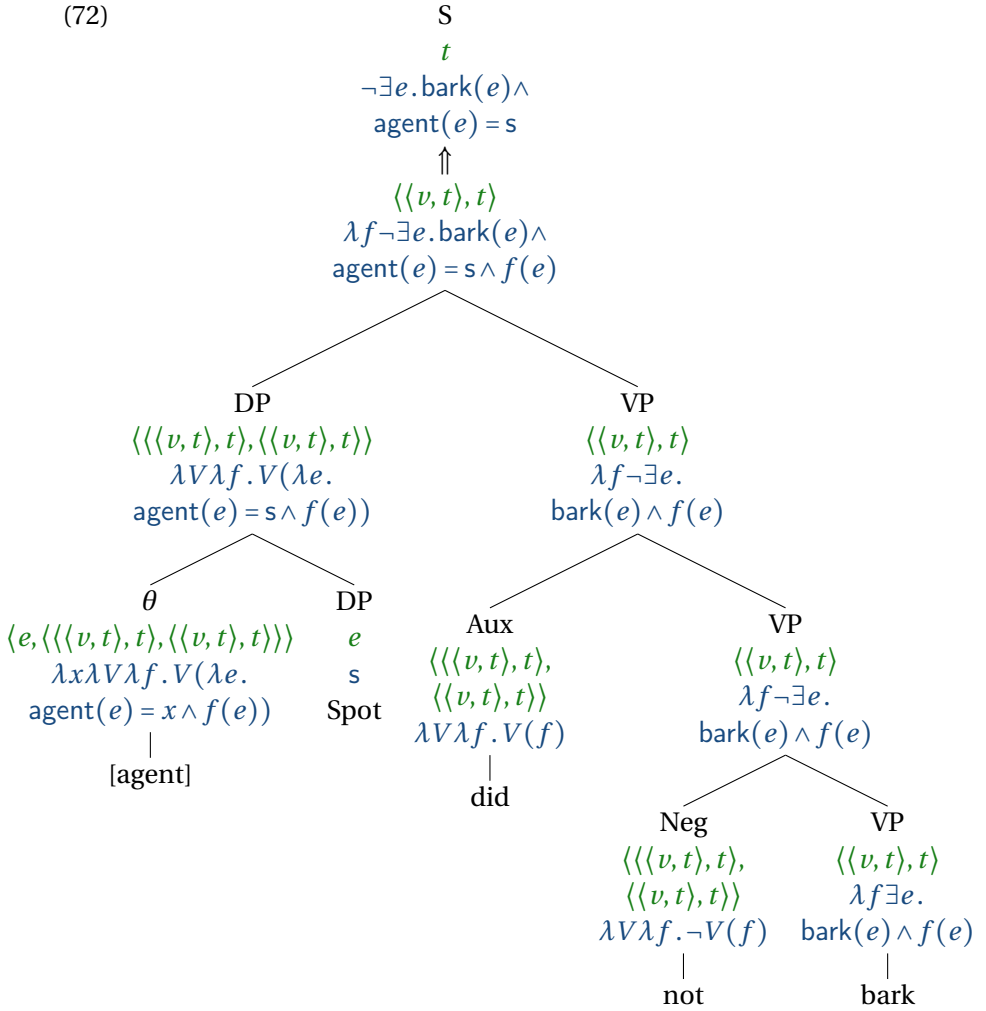 (72)
S
t
¬∃e.bark(e)∧
agent(e) = s
⇑
⟨⟨v, t⟩, t⟩
λf¬∃e.bark(e)∧
agent(e) = s ∧ f(e)
DP
⟨⟨⟨v, t⟩, t⟩,⟨⟨v, t⟩, t⟩⟩
λVλf.V(λe.
agent(e) = s ∧ f(e))
VP
⟨⟨v, t⟩, t⟩
λf¬∃e.
bark(e) ∧ f(e)
θ
⟨e,⟨⟨⟨v, t⟩, t⟩,⟨⟨v, t⟩, t⟩⟩⟩
λxλVλf.V(λe.
agent(e) = x ∧ f(e))
[agent]
DP
e
s
Spot
Aux
⟨⟨⟨v, t⟩, t⟩,
⟨⟨v, t⟩, t⟩⟩
λVλf.V(f)
did
VP
⟨⟨v, t⟩, t⟩
λf¬∃e.
bark(e) ∧ f(e)
Neg
⟨⟨⟨v, t⟩, t⟩,
⟨⟨v, t⟩, t⟩⟩
λVλf.¬V(f)
not
VP
⟨⟨v, t⟩, t⟩
λf∃e.
bark(e) ∧ f(e)
bark